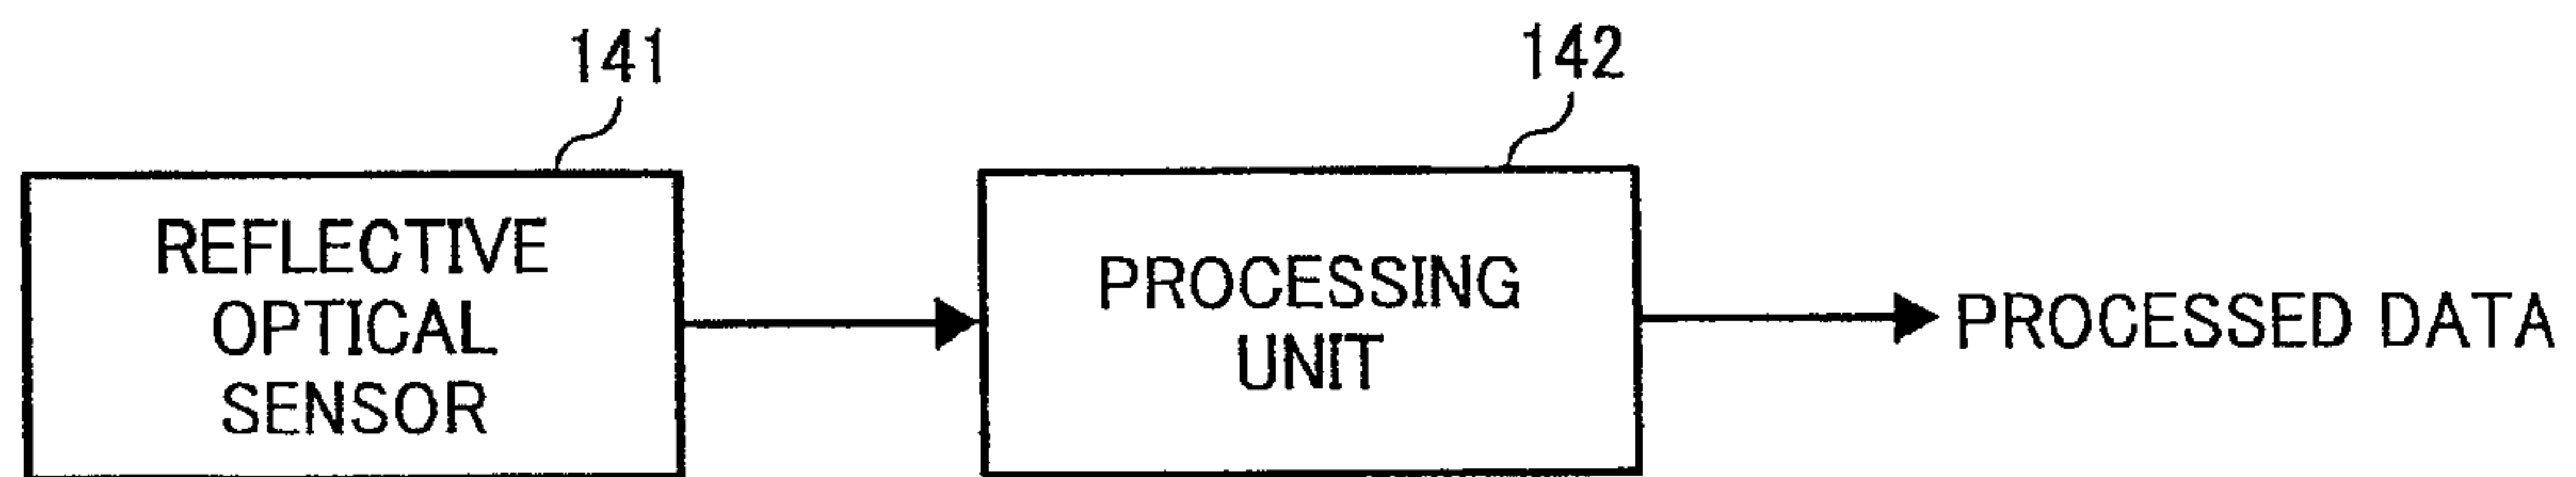 141
142
REFLECTIVE
OPTICAL
SENSOR
PROCESSING
UNIT
PROCESSED DATA